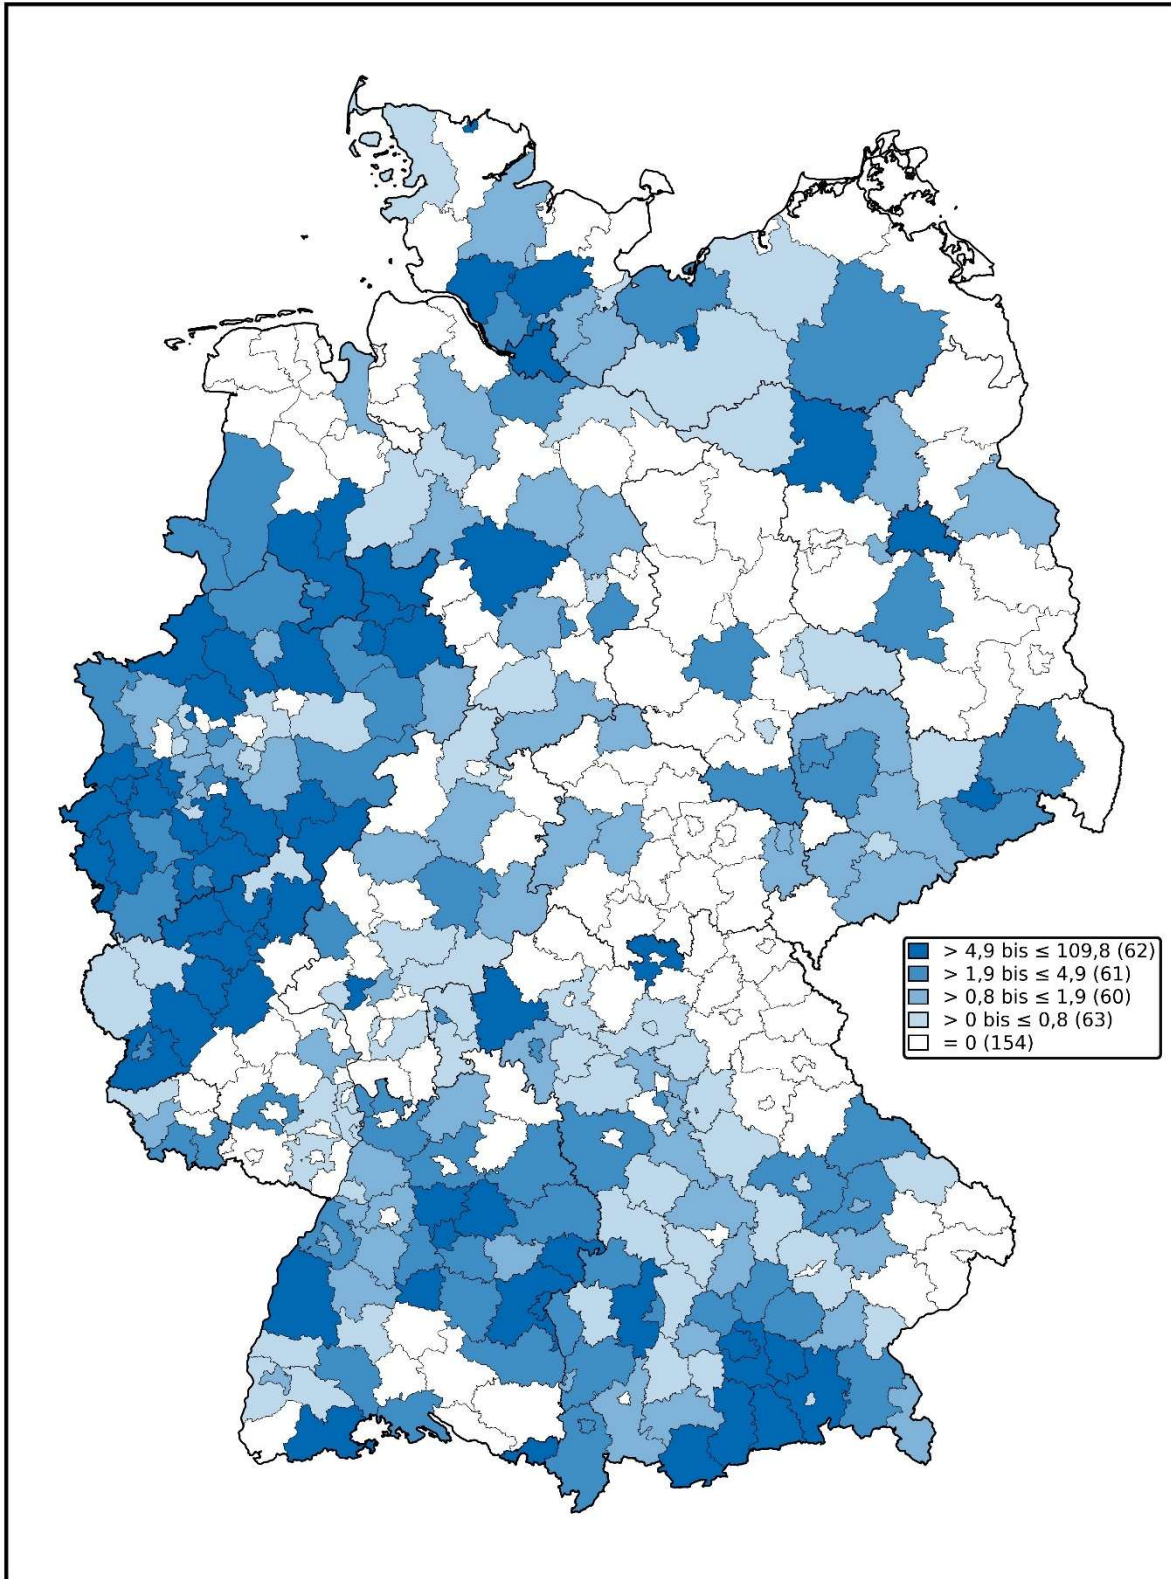 > 4,9 bis ≤ 109,8 (62)
> 1,9 bis ≤ 4,9 (61)
> 0,8 bis ≤ 1,9 (60)
> 0 bis ≤ 0,8 (63)
= 0 (154)